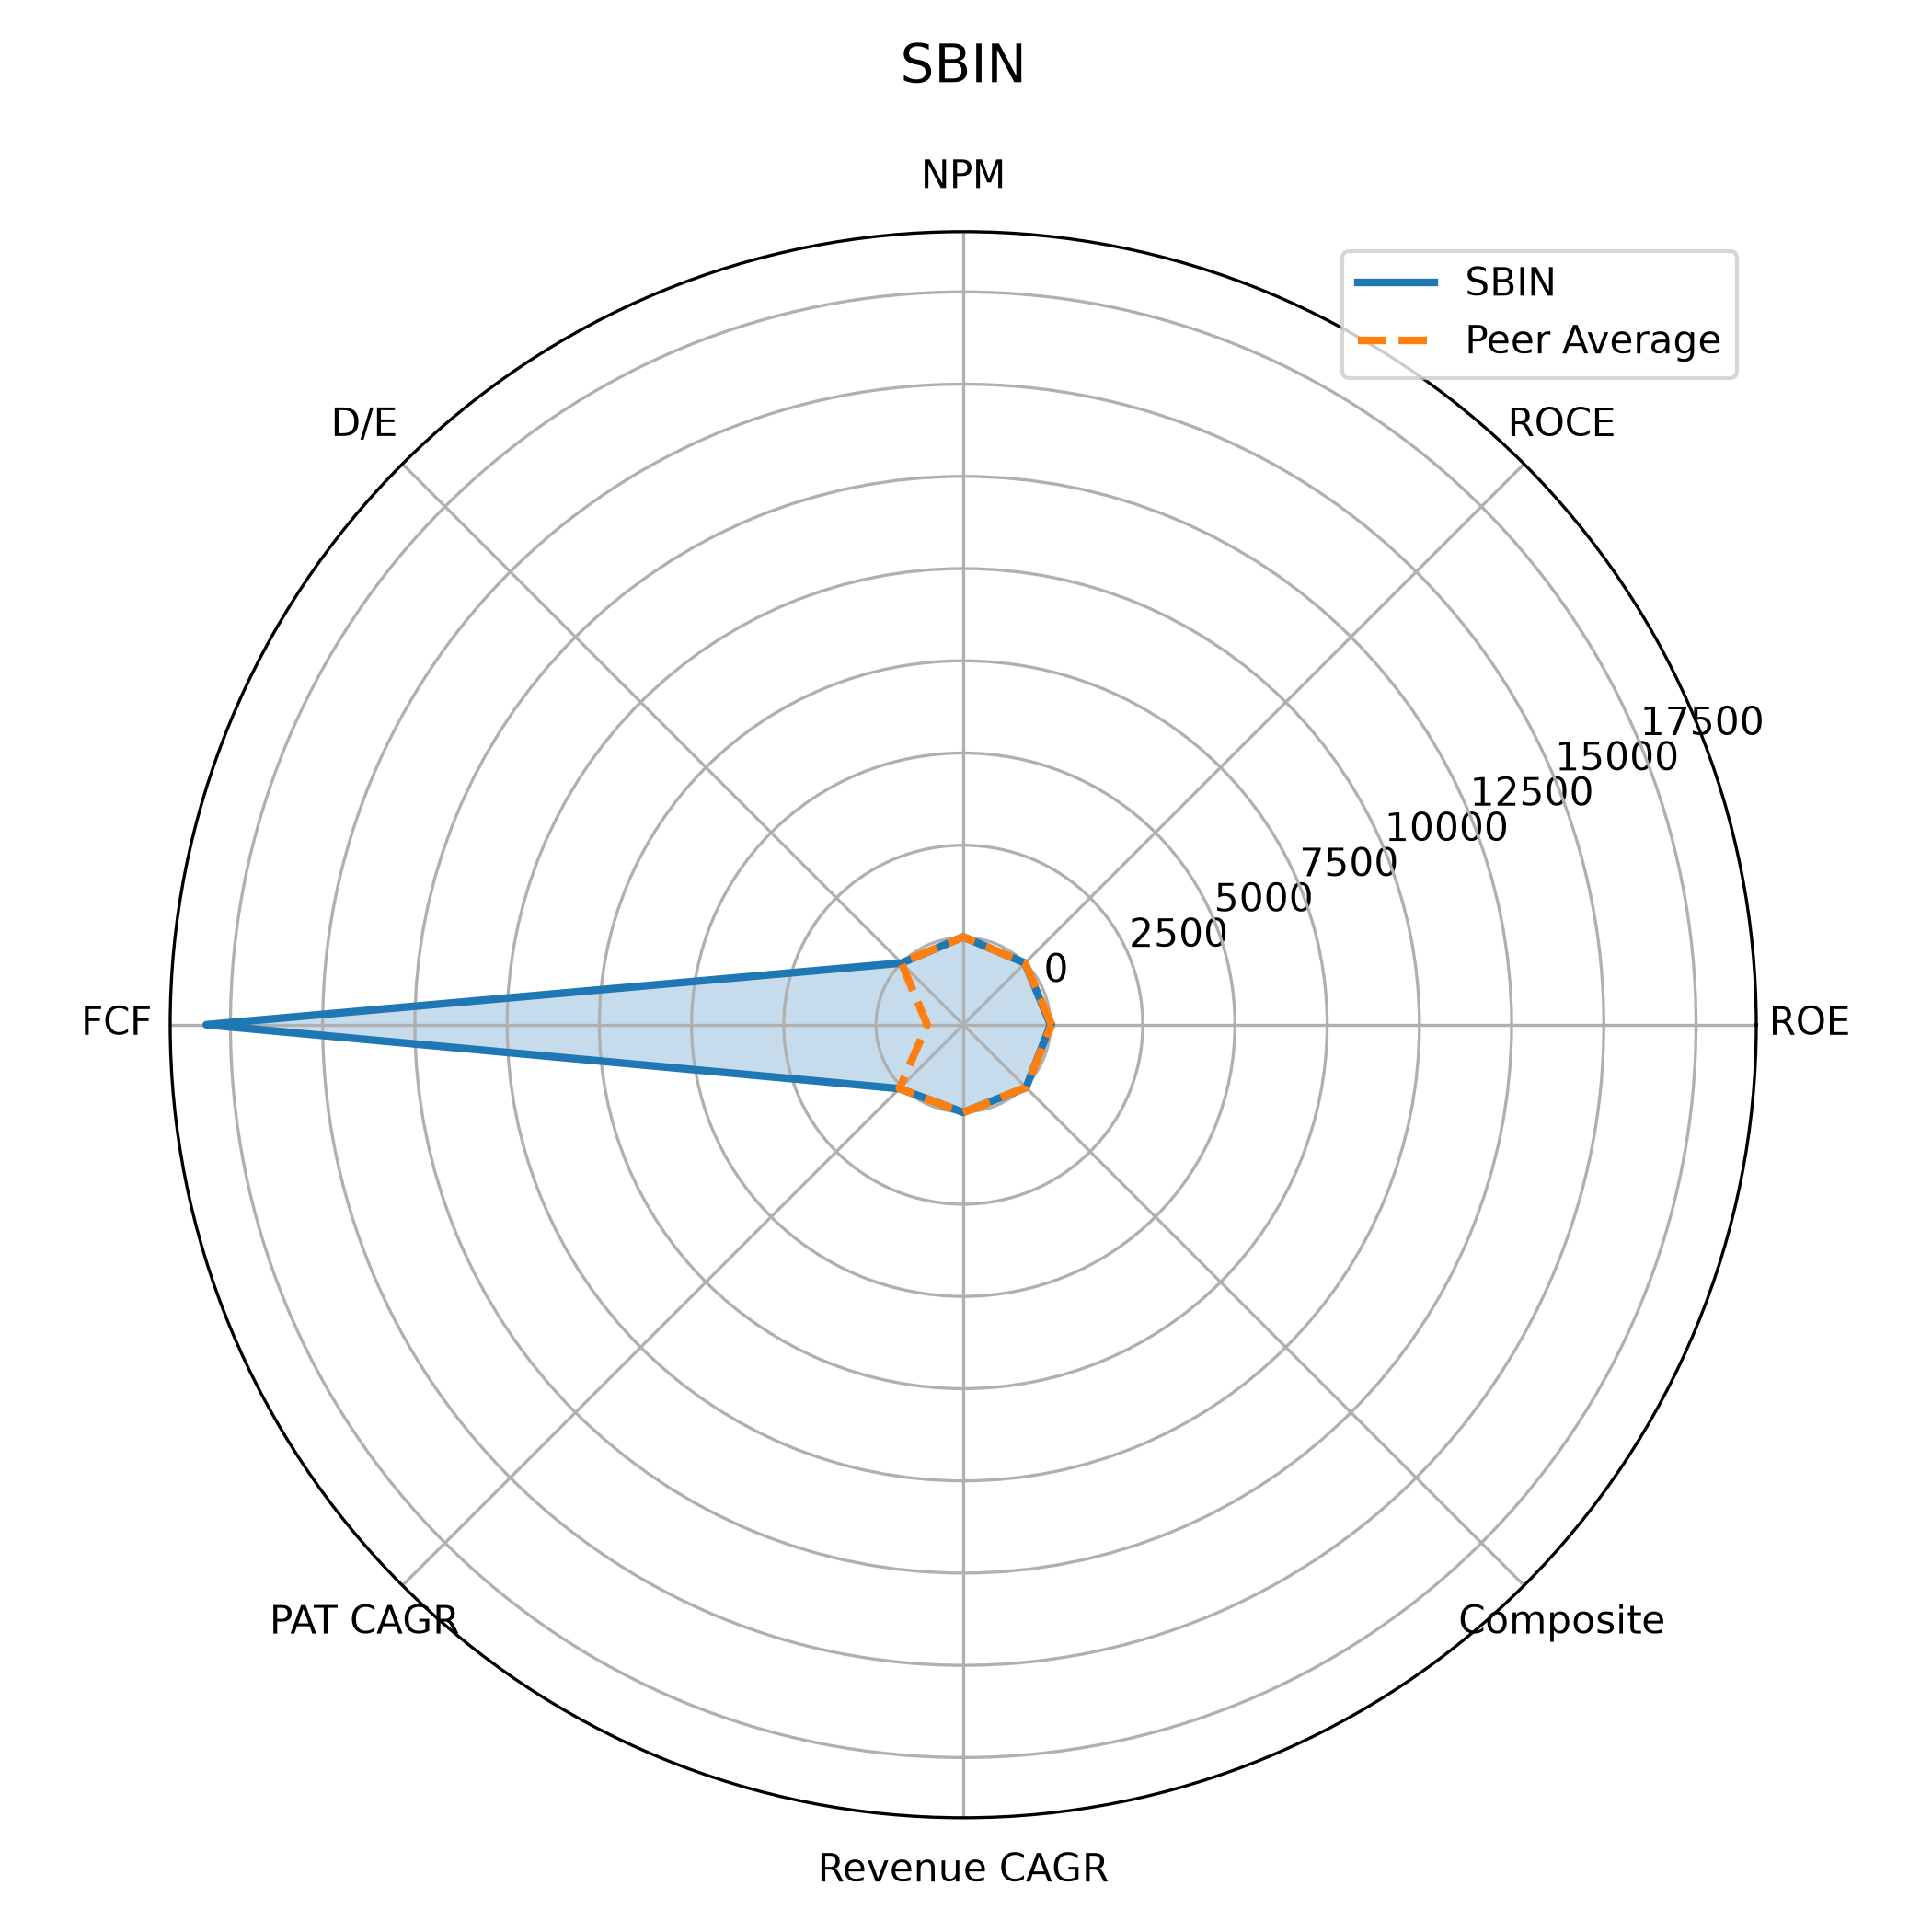 SBIN
NPM
SBIN
Peer Average
D/E
ROCE
17500
15000
12500
10000
7500
5000
2500
0
FCF
ROE
PAT CAGR
Composite
Revenue CAGR